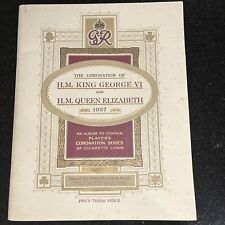 GR
THE CORONATION OF
H.M. KING GEORGE VI
AND
H.M. QUEEN ELIZABETH
1937
AN ALBUM TO CONTAIN
PLAYER'S
CORONATION SERIES
OF CIGARETTE CARDS
PRICE THREE PENCE